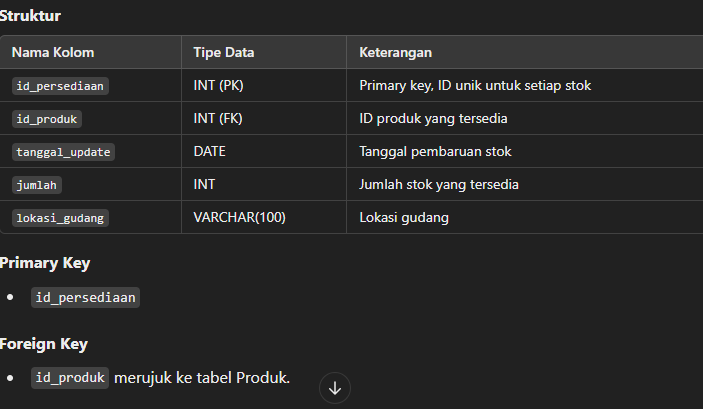 Struktur
Nama Kolom Tipe Data Keterangan
id_persediaan INT (PK) Primary key, ID unik untuk setiap stok
id_produk INT (FK) ID produk yang tersedia
tanggal_update DATE Tanggal pembaruan stok
jumlah INT Jumlah stok yang tersedia
lokasi_gudang VARCHAR(100) Lokasi gudang
Primary Key
• id_persediaan
Foreign Key
• id_produk merujuk ke tabel Produk.